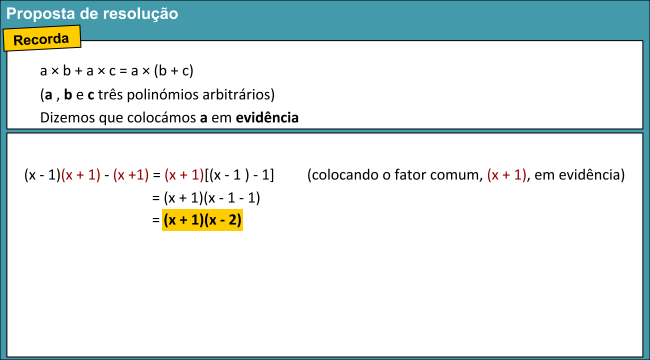 Proposta de resolução
Recorda
a × b + a × c = a × (b + c)
(a , b e c três polinómios arbitrários)
Dizemos que colocámos a em evidência
(x - 1)(x + 1) - (x +1) = (x + 1)[(x - 1 ) - 1] (colocando o fator comum, (x + 1), em evidência)
= (x + 1)(x - 1 - 1)
= (x + 1)(x - 2)